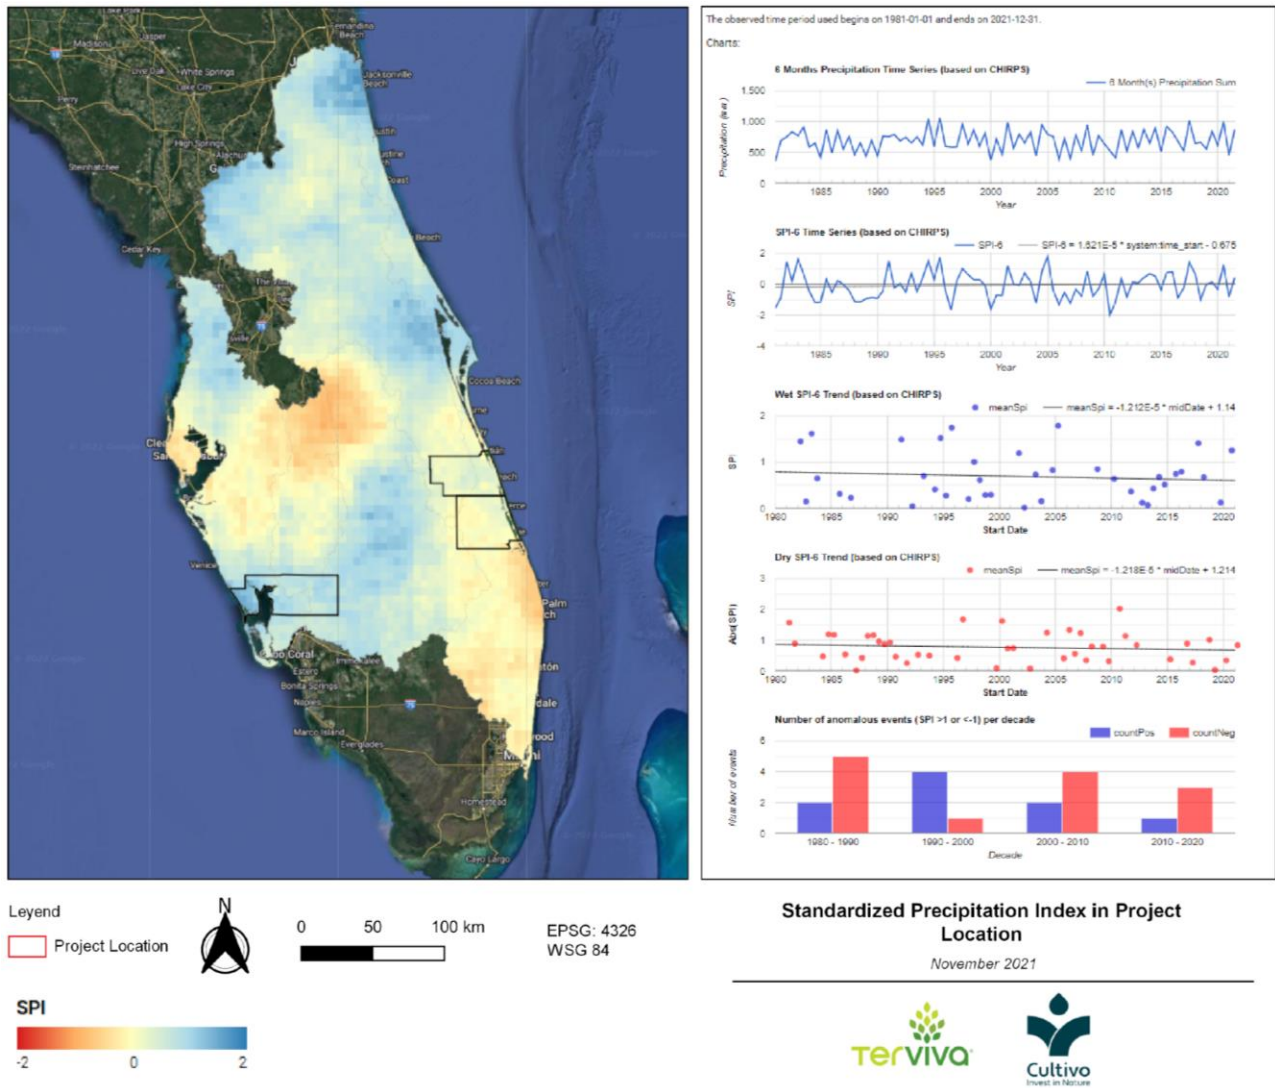 Lake Park
Madison
Jasper
Live Oak
White Springs
Lake City
Perry
High Springs
Steinhatchee
Alachua
Cedar Key
Fernandina
Beach
Jacksonville
Beach
Coast
Beach
Cocoa Beach
Venice
Estero
Bonita Springs
Naples
Marco Island
Everglades
Homestead
Cayo Largo
The observed time period used begins on 1981-01-01 and ends on 2021-12-31.
Charts:
6 Months Precipitation Time Series (based on CHIRPS)
6 Month(s) Precipitation Sum
Precipitation (mm)
1.500
1.000
500
0
1985 1990 1995 2000 2005 2010 2015 2020
Year
SPI-6 Time Series (based on CHIRPS)
SPI-6 SPI-6 = 1.621E-5 * system:time_start - 0.675
SPI
2
0
-2
-4
1985 1990 1995 2000 2005 2010 2015 2020
Year
Wet SPI-6 Trend (based on CHIRPS)
meanSpi meanSpi = -1.212E-5 * midDate + 1.14
SPI
2
1
0
1980 1985 1990 1995 2000 2005 2010 2015 2020
Start Date
Dry SPI-6 Trend (based on CHIRPS)
meanSpi meanSpi = -1.218E-5 * midDate + 1.214
Abs(SPI)
3
2
1
0
1980 1985 1990 1995 2000 2005 2010 2015 2020
Start Date
Number of anomalous events (SPI >1 or <-1) per decade
countPos countNeg
Number of events
6
4
2
0
1980 - 1990 1990 - 2000 2000 - 2010 2010 - 2020
Decade
Leyend
Project Location
N
0 50 100 km
EPSG: 4326
WSG 84
SPI
-2 0 2
Standardized Precipitation Index in Project
Location
November 2021
Terviva
Cultivo
Invest in Nature